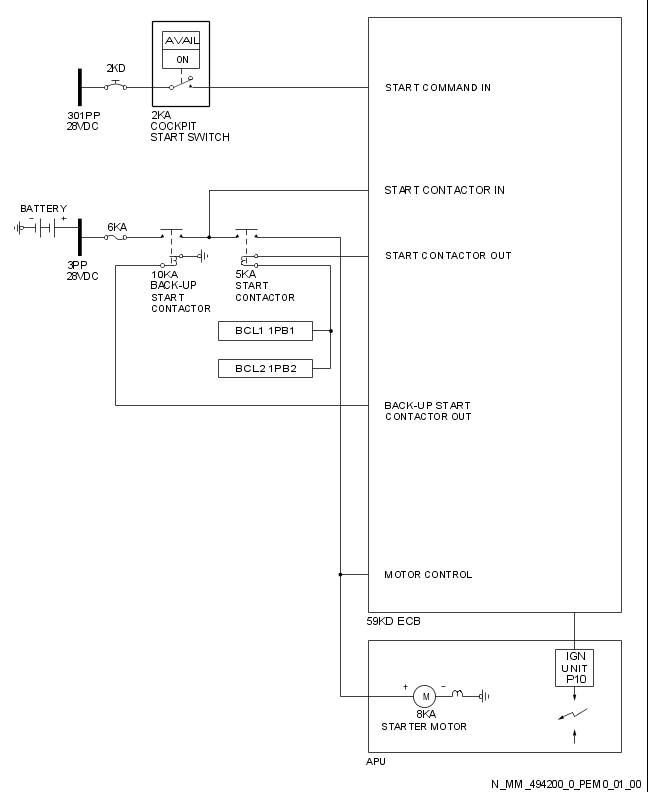 AVAIL
ON
2KD
START COMMAND IN
301PP
28VDC
2KA
COCKPIT
START SWITCH
START CONTACTOR IN
BATTERY
- +
6KA
START CONTACTOR OUT
3PP
28VDC
10KA
BACK-UP
START
CONTACTOR
5KA
START
CONTACTOR
BCL1 1PB1
BCL2 1PB2
BACK-UP START
CONTACTOR OUT
MOTOR CONTROL
59KD ECB
IGN
UNIT
P10
+ -
M
8KA
STARTER MOTOR
APU
N_MM_494200_0_PEM0_01_00